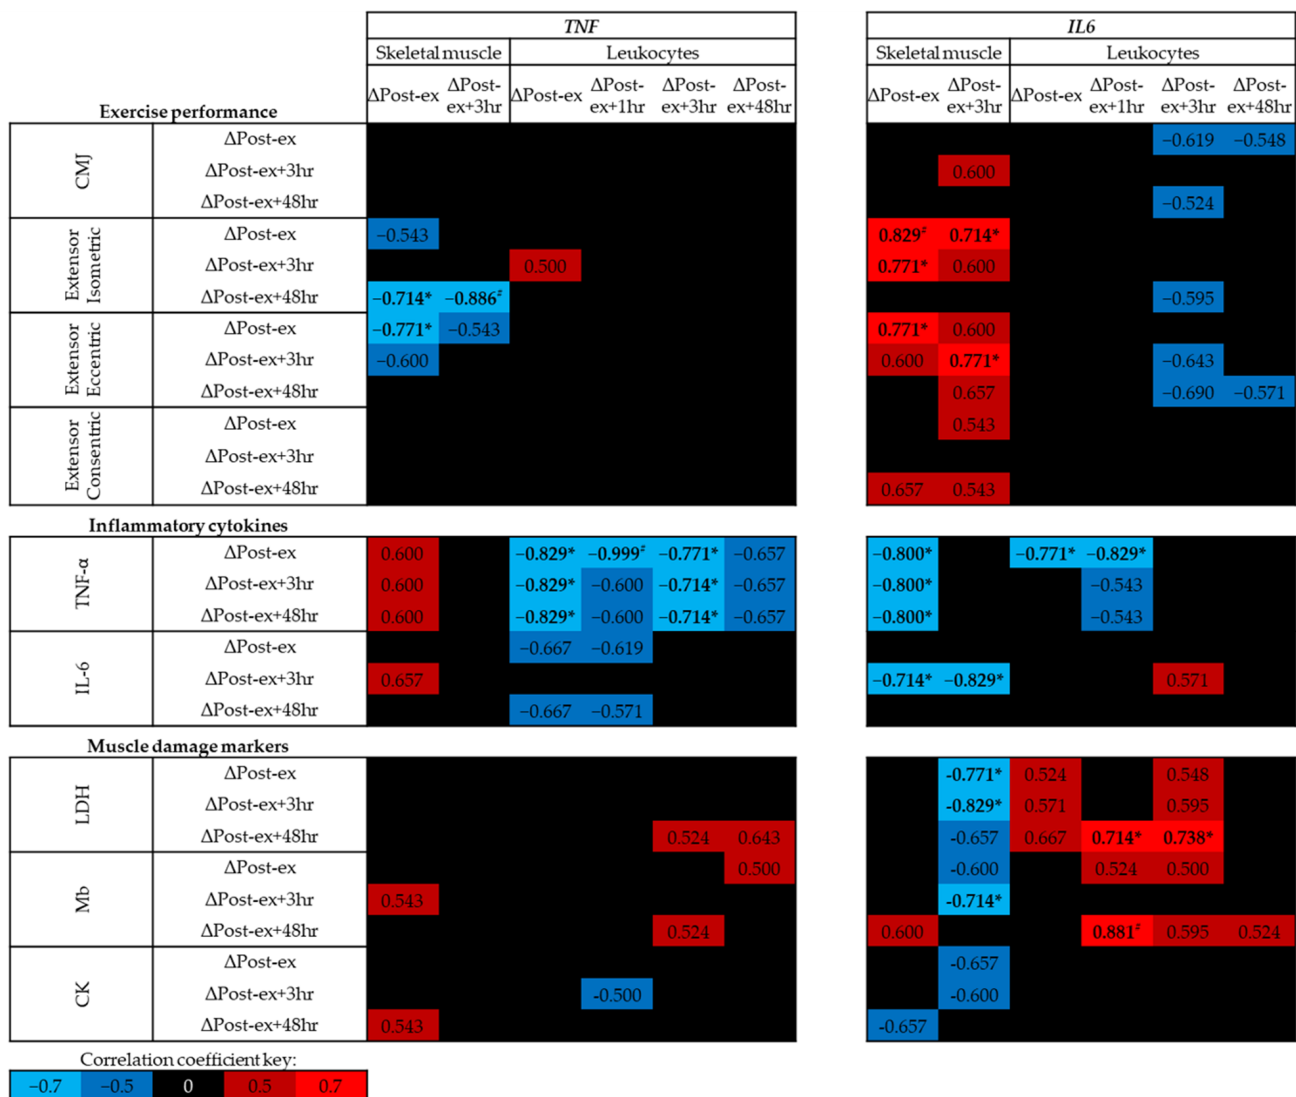 TNF IL6
Skeletal muscle Leukocytes Skeletal muscle Leukocytes
ΔPost-ex ΔPost-ex+3hr ΔPost-ex ΔPost-ex+1hr ΔPost-ex+3hr ΔPost-ex+48hr ΔPost-ex ΔPost-ex+3hr ΔPost-ex ΔPost-ex+1hr ΔPost-ex+3hr ΔPost-ex+48hr
Exercise performance
CMJ
ΔPost-ex −0.619 −0.548
ΔPost-ex+3hr 0.600
ΔPost-ex+48hr −0.524
Extensor Isometric
ΔPost-ex −0.543 0.829# 0.714*
ΔPost-ex+3hr 0.500 0.771* 0.600
ΔPost-ex+48hr −0.714* −0.886# −0.595
Extensor Eccentric
ΔPost-ex −0.771* −0.543 0.771* 0.600
ΔPost-ex+3hr −0.600 0.600 0.771* −0.643
ΔPost-ex+48hr 0.657 −0.690 −0.571
Extensor Consentric
ΔPost-ex 0.543
ΔPost-ex+3hr
ΔPost-ex+48hr 0.657 0.543
Inflammatory cytokines
TNF-α
ΔPost-ex 0.600 −0.829* −0.999# −0.771* −0.657 −0.800* −0.771* −0.829*
ΔPost-ex+3hr 0.600 −0.829* −0.600 −0.714* −0.657 −0.800* −0.543
ΔPost-ex+48hr 0.600 −0.829* −0.600 −0.714* −0.657 −0.800* −0.543
IL-6
ΔPost-ex −0.667 −0.619
ΔPost-ex+3hr 0.657 −0.714* −0.829* 0.571
ΔPost-ex+48hr −0.667 −0.571
Muscle damage markers
LDH
ΔPost-ex -0.771* 0.524 0.548
ΔPost-ex+3hr -0.829* 0.571 0.595
ΔPost-ex+48hr 0.524 0.643 -0.657 0.667 0.714* 0.738*
Mb
ΔPost-ex 0.500 -0.600 0.524 0.500
ΔPost-ex+3hr 0.543 -0.714*
ΔPost-ex+48hr 0.524 0.600 0.881# 0.595 0.524
CK
ΔPost-ex -0.657
ΔPost-ex+3hr -0.500 -0.600
ΔPost-ex+48hr 0.543 -0.657
Correlation coefficient key:
−0.7 −0.5 0 0.5 0.7